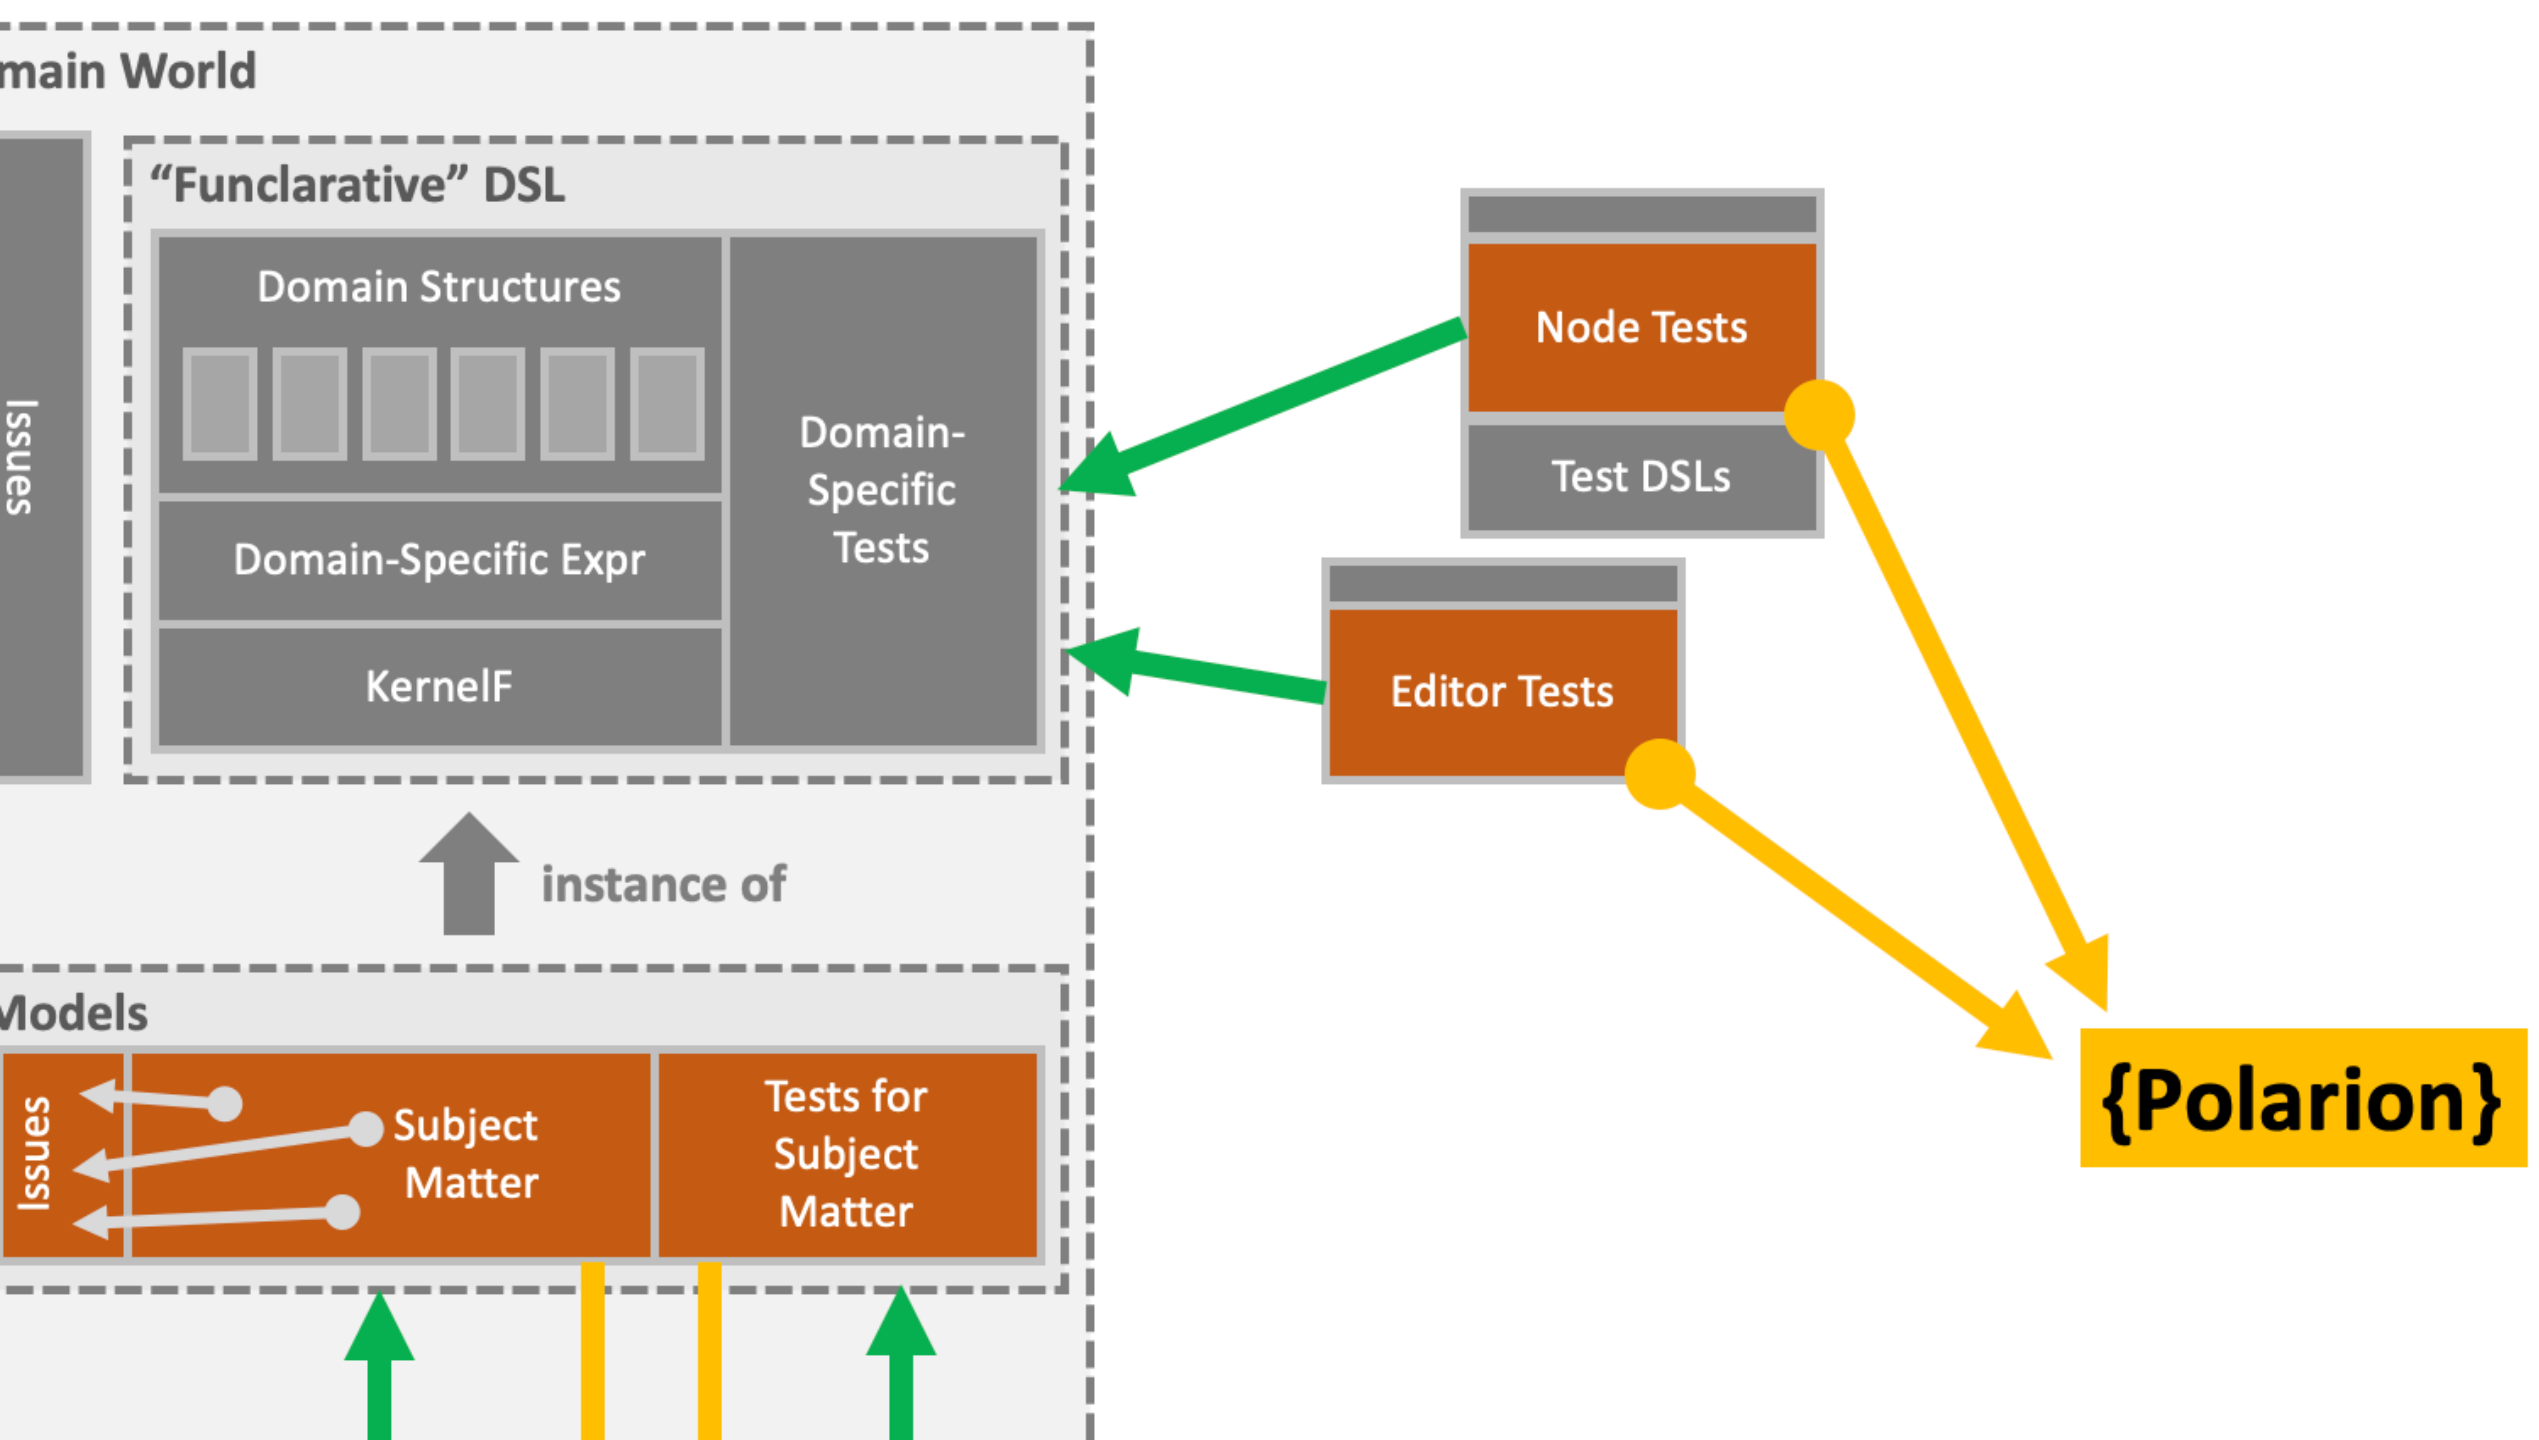 main World
Issues
“Funclarative” DSL
Domain Structures
Domain-Specific Expr
KernelF
Domain-
Specific
Tests
Node Tests
Test DSLs
Editor Tests
instance of
Models
Issues
Subject
Matter
Tests for
Subject
Matter
{Polarion}